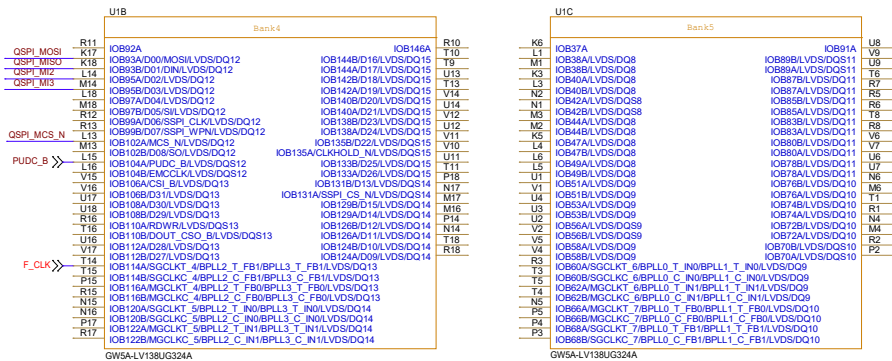 U1B
Bank4
R11 IOB92A IOB146A R10
QSPI_MOSI K17 IOB93A/D00/MOSI/LVDS/DQ12 IOB144B/D16/LVDS/DQ15 T10
QSPI_MISO K18 IOB93B/D01/DIN/LVDS/DQ12 IOB144A/D17/LVDS/DQ15 T9
QSPI_MI2 L14 IOB95A/D02/LVDS/DQ12 IOB142B/D18/LVDS/DQ15 U13
QSPI_MI3 M14 IOB95B/D03/LVDS/DQ12 IOB142A/D19/LVDS/DQ15 T13
L18 IOB97A/D04/LVDS/DQ12 IOB140B/D20/LVDS/DQ15 V14
M18 IOB97B/D05/SI/LVDS/DQ12 IOB140A/D21/LVDS/DQ15 U14
R12 IOB99A/D06/SSPI_CLK/LVDS/DQ12 IOB138B/D23/LVDS/DQ15 V12
R13 IOB99B/D07/SSPI_WPN/LVDS/DQ12 IOB138A/D24/LVDS/DQ15 U12
QSPI_MCS_N L13 IOB102A/MCS_N/LVDS/DQ12 IOB135B/D22/LVDS/DQS15 V11
M13 IOB102B/D08/SO/LVDS/DQ12 IOB135A/CLKHOLD_N/LVDS/DQS15 V10
PUDC_B L15 IOB104A/PUDC_B/LVDS/DQS12 IOB133B/D25/LVDS/DQ15 U11
L16 IOB104B/EMCCLK/LVDS/DQS12 IOB133A/D26/LVDS/DQ15 T11
V15 IOB106A/CSI_B/LVDS/DQ13 IOB131B/D13/LVDS/DQS14 P18
V16 IOB106B/D31/LVDS/DQ13 IOB131A/SSPI_CS_N/LVDS/DQS14 N17
U17 IOB108A/D30/LVDS/DQ13 IOB129B/D15/LVDS/DQ14 M17
U18 IOB108B/D29/LVDS/DQ13 IOB129A/D14/LVDS/DQ14 M16
R16 IOB110A/RDWR/LVDS/DQS13 IOB126B/D12/LVDS/DQ14 P14
T16 IOB110B/DOUT_CSO_B/LVDS/DQS13 IOB126A/D11/LVDS/DQ14 N14
U16 IOB112A/D28/LVDS/DQ13 IOB124B/D10/LVDS/DQ14 T18
V17 IOB112B/D27/LVDS/DQ13 IOB124A/D09/LVDS/DQ14 R18
F_CLK T14 IOB114A/SGCLKT_4/BPLL2_T_FB1/BPLL3_T_FB1/LVDS/DQ13
T15 IOB114B/SGCLKC_4/BPLL2_C_FB1/BPLL3_C_FB1/LVDS/DQ13
P15 IOB116A/MGCLKT_4/BPLL2_T_FB0/BPLL3_T_FB0/LVDS/DQ13
R15 IOB116B/MGCLKC_4/BPLL2_C_FB0/BPLL3_C_FB0/LVDS/DQ13
N15 IOB120A/SGCLKT_5/BPLL2_T_IN0/BPLL3_T_IN0/LVDS/DQ14
N16 IOB120B/SGCLKC_5/BPLL2_C_IN0/BPLL3_C_IN0/LVDS/DQ14
P17 IOB122A/MGCLKT_5/BPLL2_T_IN1/BPLL3_T_IN1/LVDS/DQ14
R17 IOB122B/MGCLKC_5/BPLL2_C_IN1/BPLL3_C_IN1/LVDS/DQ14
GW5A-LV138UG324A
U1C
Bank5
K6 IOB37A IOB91A U8
L1 IOB38A/LVDS/DQ8 IOB89B/LVDS/DQS11 V9
M1 IOB38B/LVDS/DQ8 IOB89A/LVDS/DQS11 U9
K3 IOB40A/LVDS/DQ8 IOB87B/LVDS/DQ11 T6
L3 IOB40B/LVDS/DQ8 IOB87A/LVDS/DQ11 R7
N2 IOB42A/LVDS/DQS8 IOB85B/LVDS/DQ11 R5
N1 IOB42B/LVDS/DQS8 IOB85A/LVDS/DQ11 R6
M3 IOB44A/LVDS/DQ8 IOB83B/LVDS/DQ11 T8
M2 IOB44B/LVDS/DQ8 IOB83A/LVDS/DQ11 R8
K5 IOB47A/LVDS/DQ8 IOB80B/LVDS/DQ11 V6
L4 IOB47B/LVDS/DQ8 IOB80A/LVDS/DQ11 V7
L6 IOB49A/LVDS/DQ8 IOB78B/LVDS/DQ11 U6
L5 IOB49B/LVDS/DQ8 IOB78A/LVDS/DQ11 U7
U1 IOB51A/LVDS/DQ9 IOB76B/LVDS/DQ10 N6
V1 IOB51B/LVDS/DQ9 IOB76A/LVDS/DQ10 M6
U4 IOB53A/LVDS/DQ9 IOB74B/LVDS/DQ10 T1
U3 IOB53B/LVDS/DQ9 IOB74A/LVDS/DQ10 R1
U2 IOB56A/LVDS/DQS9 IOB72B/LVDS/DQ10 N4
V2 IOB56B/LVDS/DQS9 IOB72A/LVDS/DQ10 M4
V5 IOB58A/LVDS/DQ9 IOB70B/LVDS/DQS10 R2
V4 IOB58B/LVDS/DQ9 IOB70A/LVDS/DQS10 P2
R3 IOB60A/SGCLKT_6/BPLL0_T_IN0/BPLL1_T_IN0/LVDS/DQ9
T3 IOB60B/SGCLKC_6/BPLL0_C_IN0/BPLL1_C_IN0/LVDS/DQ9
T5 IOB62A/MGCLKT_6/BPLL0_T_IN1/BPLL1_T_IN1/LVDS/DQ9
T4 IOB62B/MGCLKC_6/BPLL0_C_IN1/BPLL1_C_IN1/LVDS/DQ9
N5 IOB66A/MGCLKT_7/BPLL0_T_FB0/BPLL1_T_FB0/LVDS/DQ10
P5 IOB66B/MGCLKC_7/BPLL0_C_FB0/BPLL1_C_FB0/LVDS/DQ10
P4 IOB68A/SGCLKT_7/BPLL0_T_FB1/BPLL1_T_FB1/LVDS/DQ10
P3 IOB68B/SGCLKC_7/BPLL0_C_FB1/BPLL1_C_FB1/LVDS/DQ10
GW5A-LV138UG324A